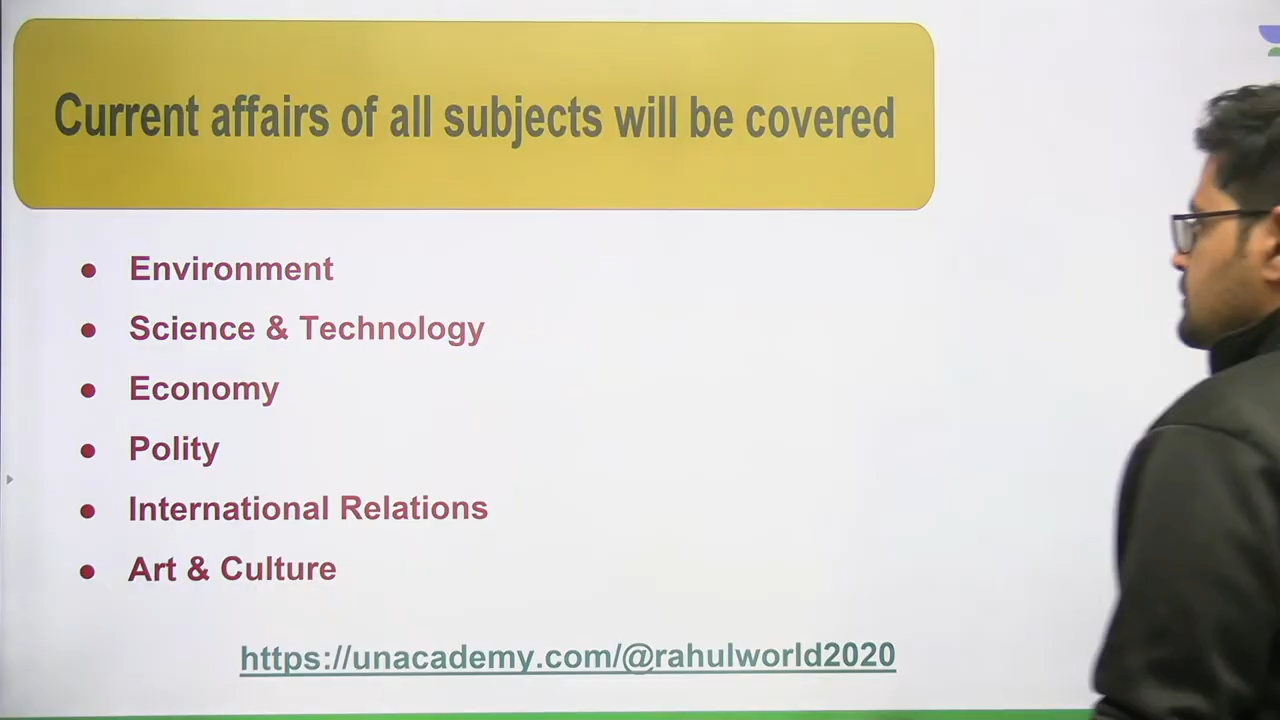 Current affairs of all subjects will be covered
● Environment
● Science & Technology
● Economy
● Polity
● International Relations
● Art & Culture
https://unacademy.com/@rahulworld2020